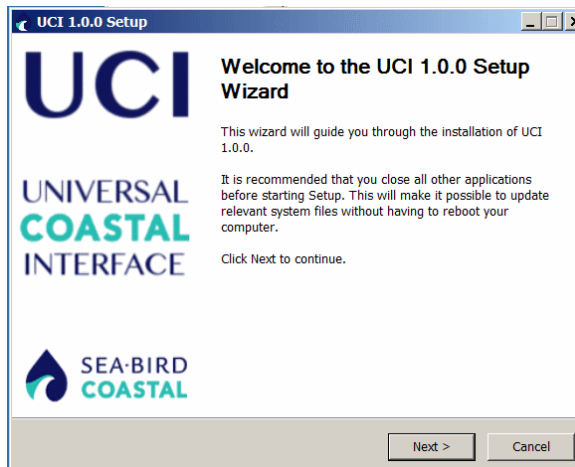 UCI 1.0.0 Setup
UCI
UNIVERSAL
COASTAL
INTERFACE
SEA·BIRD
COASTAL
Welcome to the UCI 1.0.0 Setup
Wizard
This wizard will guide you through the installation of UCI
1.0.0.
It is recommended that you close all other applications
before starting Setup. This will make it possible to update
relevant system files without having to reboot your
computer.
Click Next to continue.
Next >
Cancel